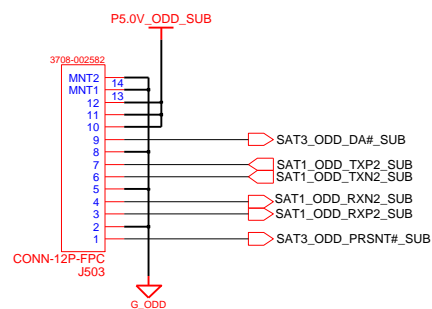 P5.0V_ODD_SUB
3708-002582
MNT2
14
MNT1
13
12
11
10
9 SAT3_ODD_DA#_SUB
8
7 SAT1_ODD_TXP2_SUB
6 SAT1_ODD_TXN2_SUB
5
4 SAT1_ODD_RXN2_SUB
3 SAT1_ODD_RXP2_SUB
2
1 SAT3_ODD_PRSNT#_SUB
CONN-12P-FPC
J503
G_ODD